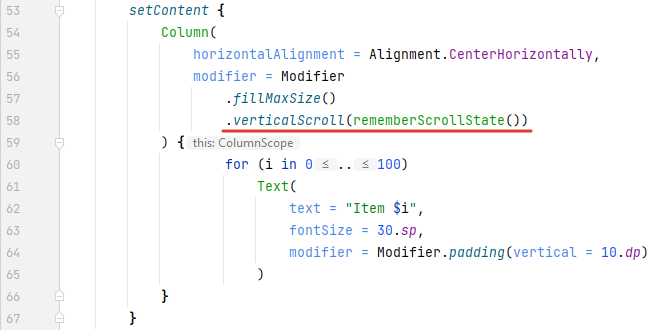 53 setContent {
54 Column(
55 horizontalAlignment = Alignment.CenterHorizontally,
56 modifier = Modifier
57 .fillMaxSize()
58 .verticalScroll(rememberScrollState())
59 ) { this: ColumnScope
60 for (i in 0 ≤ .. ≤ 100)
61 Text(
62 text = "Item $i",
63 fontSize = 30.sp,
64 modifier = Modifier.padding(vertical = 10.dp)
65 )
66 }
67 }